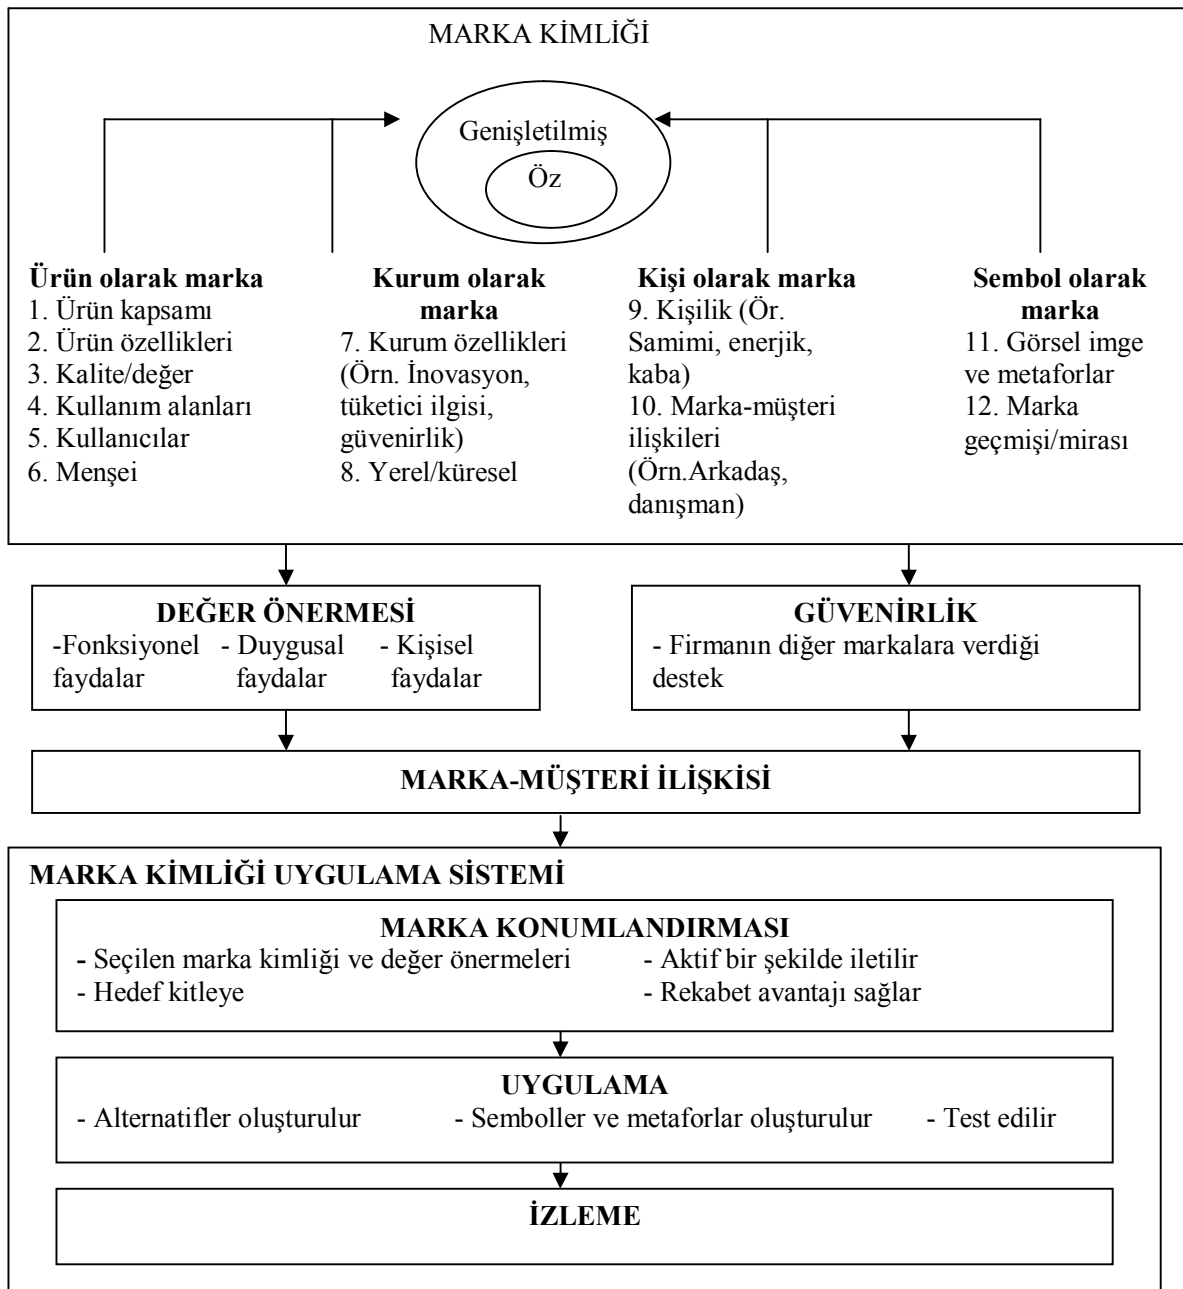 MARKA KİMLİĞİ
Genişletilmiş
Öz
Ürün olarak marka
1. Ürün kapsamı
2. Ürün özellikleri
3. Kalite/değer
4. Kullanım alanları
5. Kullanıcılar
6. Menşei
Kurum olarak
marka
7. Kurum özellikleri
(Örn. İnovasyon,
tüketici ilgisi,
güvenirlik)
8. Yerel/küresel
Kişi olarak marka
9. Kişilik (Ör.
Samimi, enerjik,
kaba)
10. Marka-müşteri
ilişkileri
(Örn.Arkadaş,
danışman)
Sembol olarak
marka
11. Görsel imge
ve metaforlar
12. Marka
geçmişi/mirası
DEĞER ÖNERMESİ
-Fonksiyonel
faydalar
- Duygusal
faydalar
- Kişisel
faydalar
GÜVENİRLİK
- Firmanın diğer markalara verdiği
destek
MARKA-MÜŞTERİ İLİŞKİSİ
MARKA KİMLİĞİ UYGULAMA SİSTEMİ
MARKA KONUMLANDIRMASI
- Seçilen marka kimliği ve değer önermeleri
- Hedef kitleye
- Aktif bir şekilde iletilir
- Rekabet avantajı sağlar
UYGULAMA
- Alternatifler oluşturulur
- Semboller ve metaforlar oluşturulur
- Test edilir
İZLEME